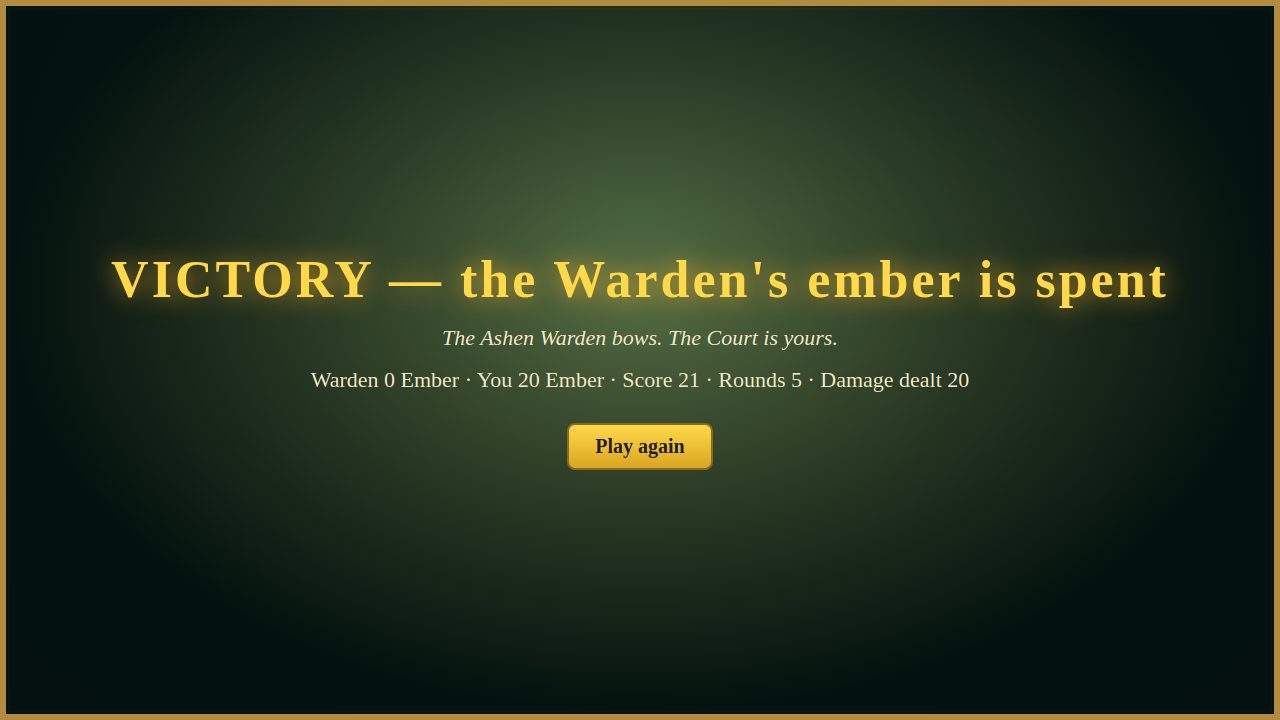 VICTORY — the Warden's ember is spent
The Ashen Warden bows. The Court is yours.
Warden 0 Ember · You 20 Ember · Score 21 · Rounds 5 · Damage dealt 20
Play again